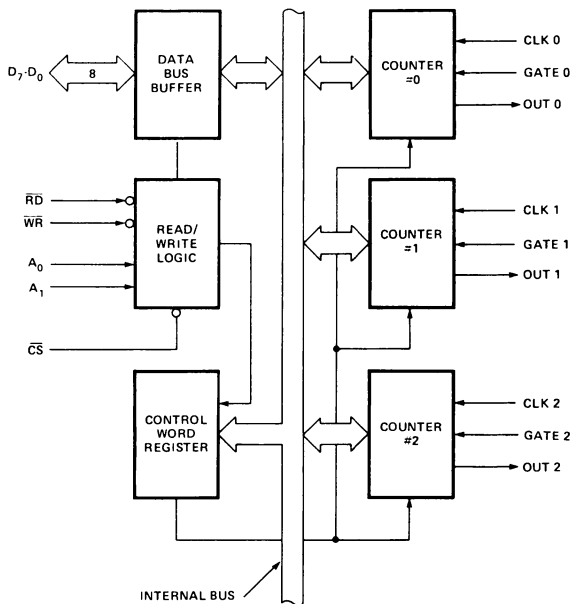 D7-D0
8
DATA
BUS
BUFFER
COUNTER
=0
CLK 0
GATE 0
OUT 0
RD
WR
A0
A1
CS
READ/
WRITE
LOGIC
COUNTER
=1
CLK 1
GATE 1
OUT 1
CONTROL
WORD
REGISTER
COUNTER
#2
CLK 2
GATE 2
OUT 2
INTERNAL BUS